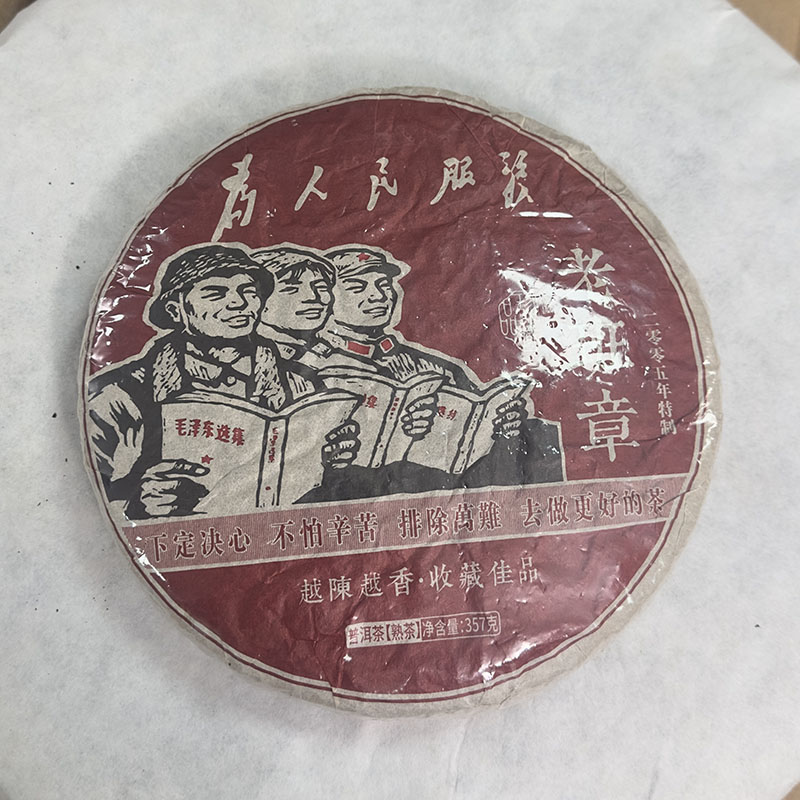 为人民服务
老班章
二零零五年特制
毛泽东选集
下定决心 不怕辛苦 排除萬難 去做更好的茶
越陳越香·收藏佳品
普洱茶【熟茶】净含量:357克